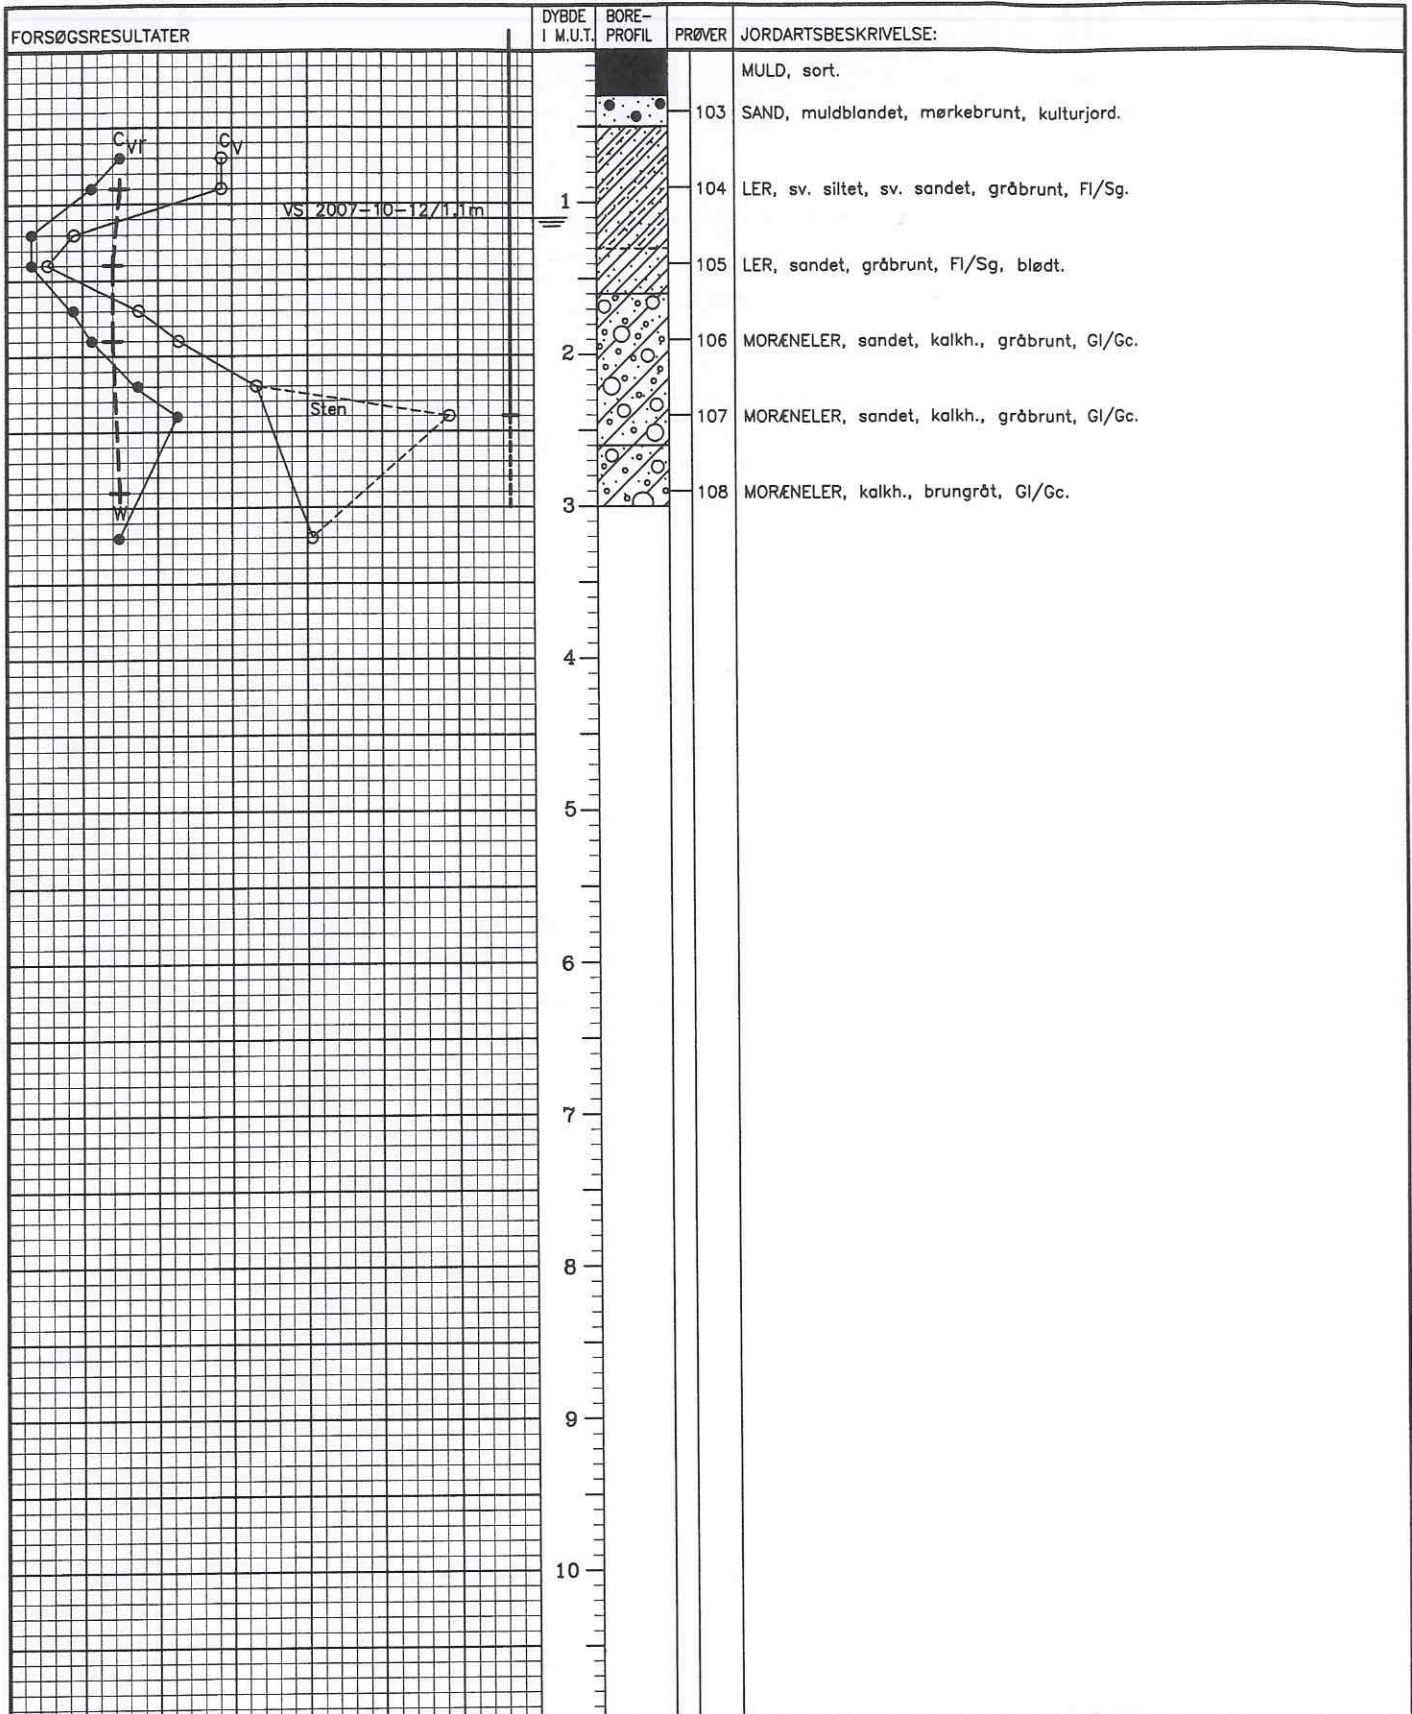 FORSØGSRESULTATER
DYBDE I M.U.T.
BORE-PROFIL
PRØVER
JORDARTSBESKRIVELSE:
MULD, sort.
103 SAND, muldblandet, mørkebrunt, kulturjord.
Cvr Cv
104 LER, sv. siltet, sv. sandet, gråbrunt, Fl/Sg.
VS 2007-10-12/1,1m
1
105 LER, sandet, gråbrunt, Fl/Sg, blødt.
106 MORÆNELER, sandet, kalkh., gråbrunt, Gl/Gc.
2
Sten
107 MORÆNELER, sandet, kalkh., gråbrunt, Gl/Gc.
108 MORÆNELER, kalkh., brungråt, Gl/Gc.
W
3
4
5
6
7
8
9
10